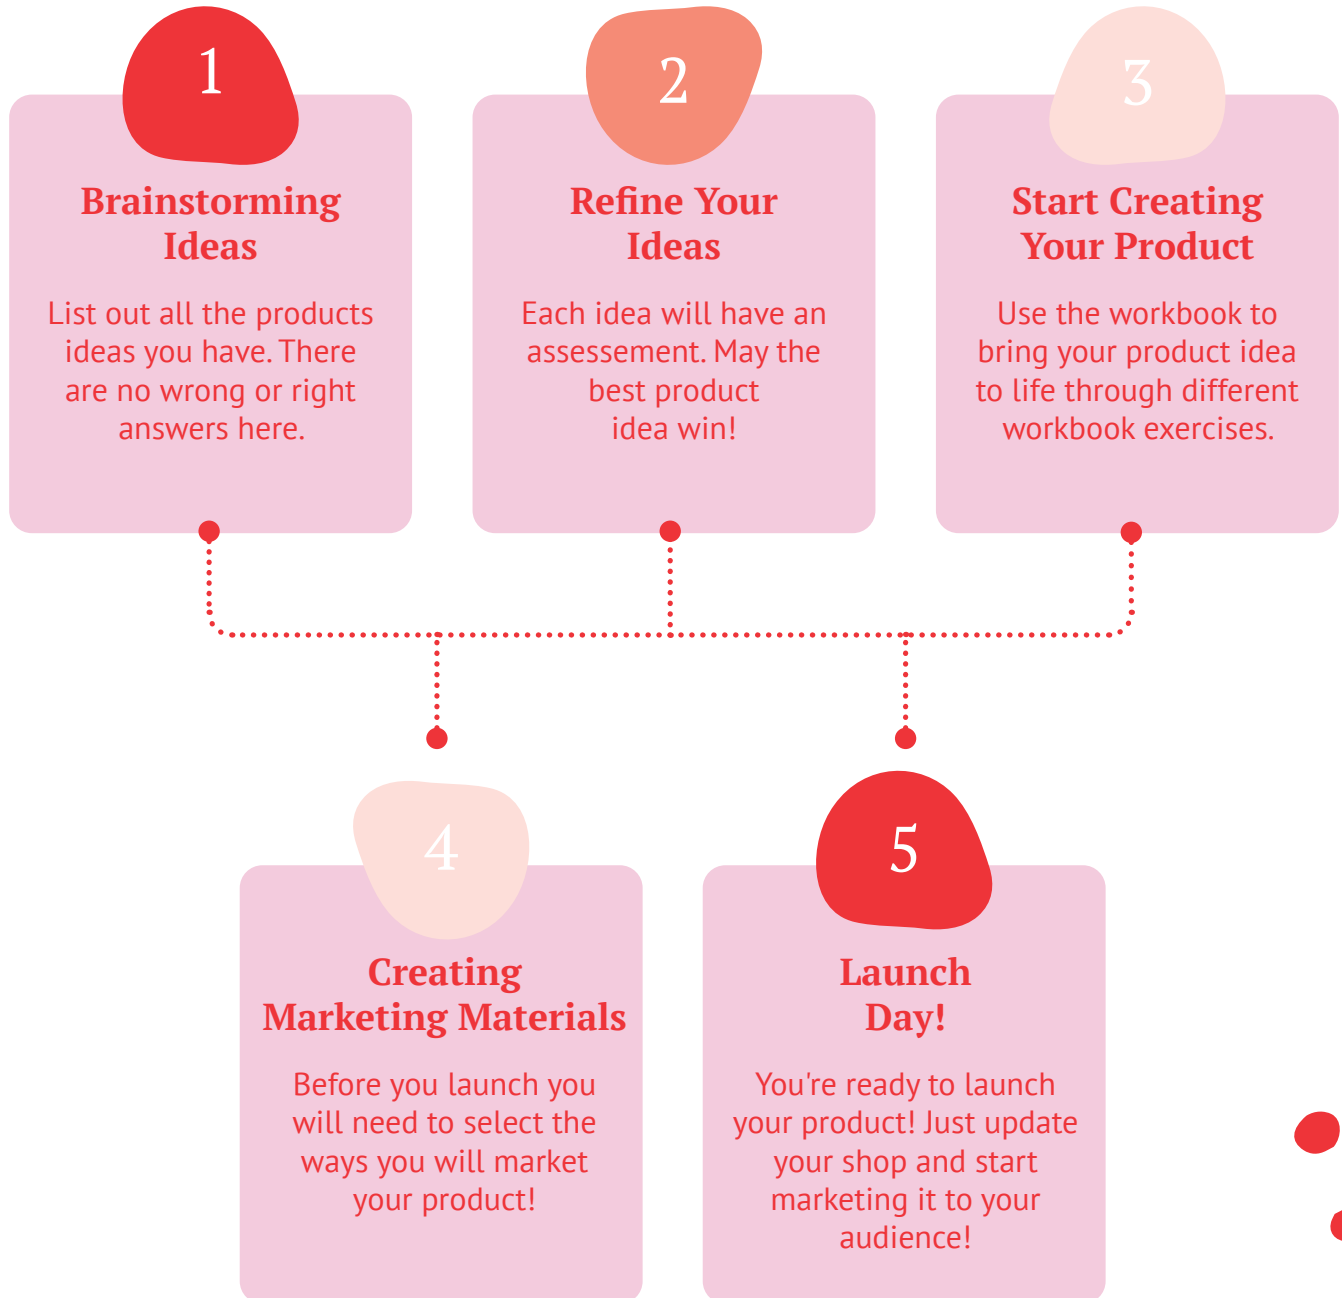 1
Brainstorming
Ideas
List out all the products
ideas you have. There
are no wrong or right
answers here.
2
Refine Your
Ideas
Each idea will have an
assessement. May the
best product
idea win!
3
Start Creating
Your Product
Use the workbook to
bring your product idea
to life through different
workbook exercises.
4
Creating
Marketing Materials
Before you launch you
will need to select the
ways you will market
your product!
5
Launch
Day!
You're ready to launch
your product! Just update
your shop and start
marketing it to your
audience!